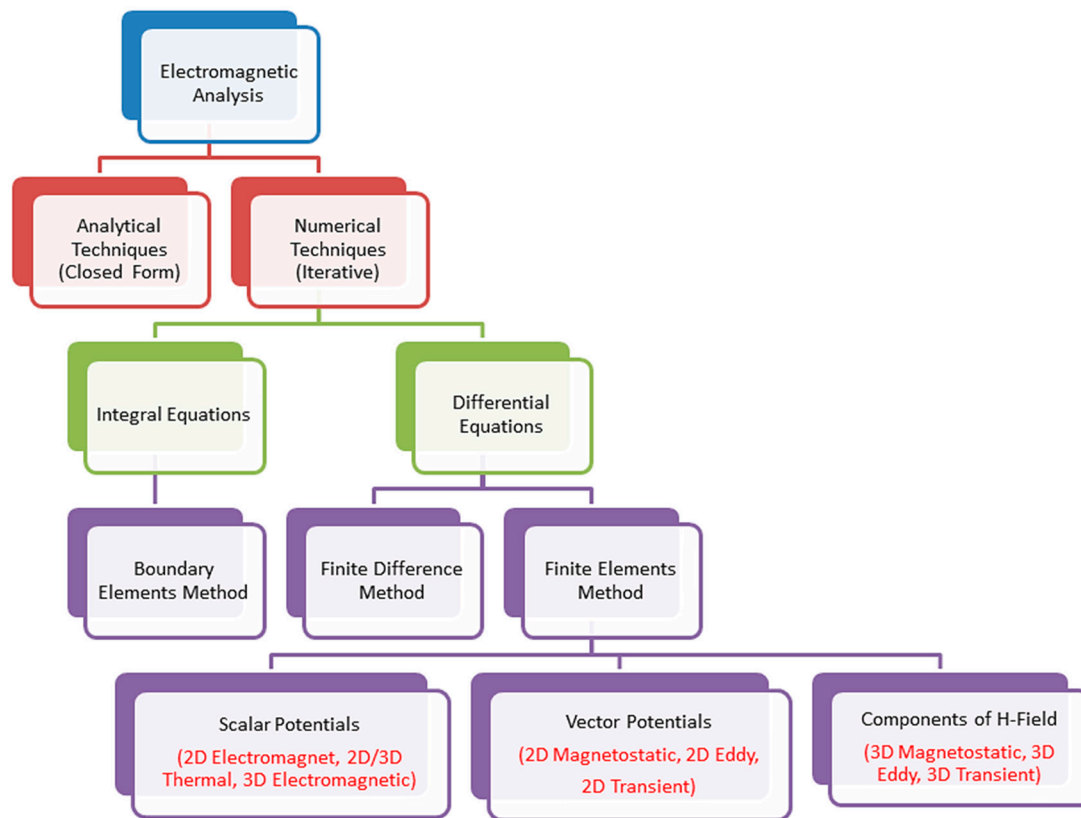 Electromagnetic
Analysis
Analytical
Techniques
(Closed Form)
Numerical
Techniques
(Iterative)
Integral Equations
Differential
Equations
Boundary
Elements Method
Finite Difference
Method
Finite Elements
Method
Scalar Potentials
(2D Electromagnet, 2D/3D
Thermal, 3D Electromagnetic)
Vector Potentials
(2D Magnetostatic, 2D Eddy,
2D Transient)
Components of H-Field
(3D Magnetostatic, 3D
Eddy, 3D Transient)